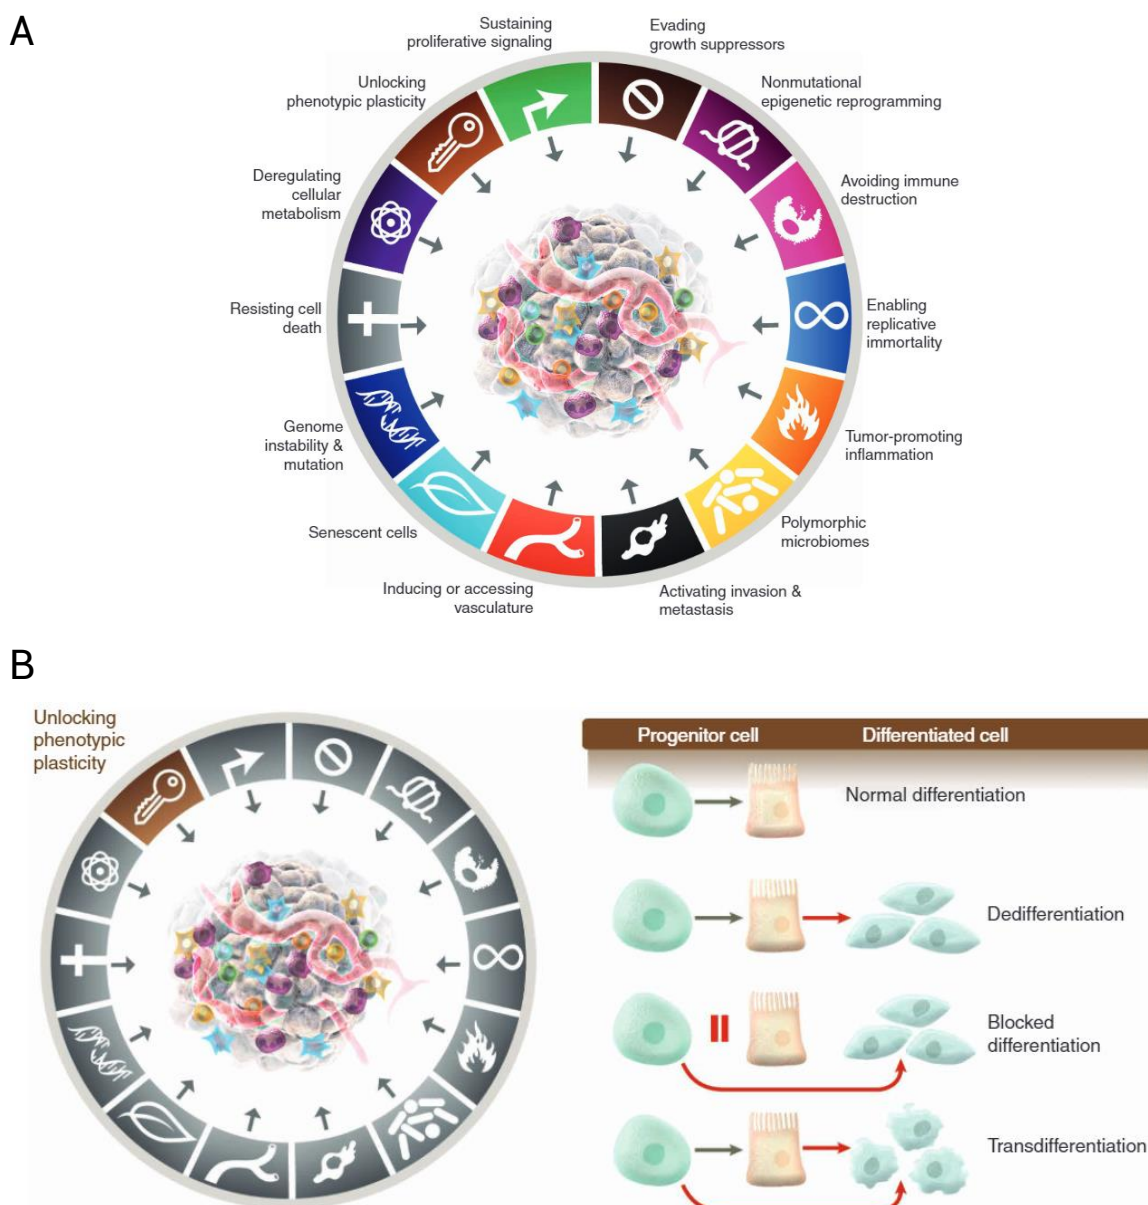 A
Sustaining
proliferative signaling
Evading
growth suppressors
Unlocking
phenotypic plasticity
Nonmutational
epigenetic reprogramming
Deregulating
cellular
metabolism
Avoiding immune
destruction
Resisting cell
death
Enabling
replicative
immortality
Genome
instability &
mutation
Tumor-promoting
inflammation
Senescent cells
Polymorphic
microbiomes
Inducing or accessing
vasculature
Activating invasion &
metastasis
B
Unlocking
phenotypic
plasticity
Progenitor cell
Differentiated cell
Normal differentiation
Dedifferentiation
Blocked
differentiation
Transdifferentiation